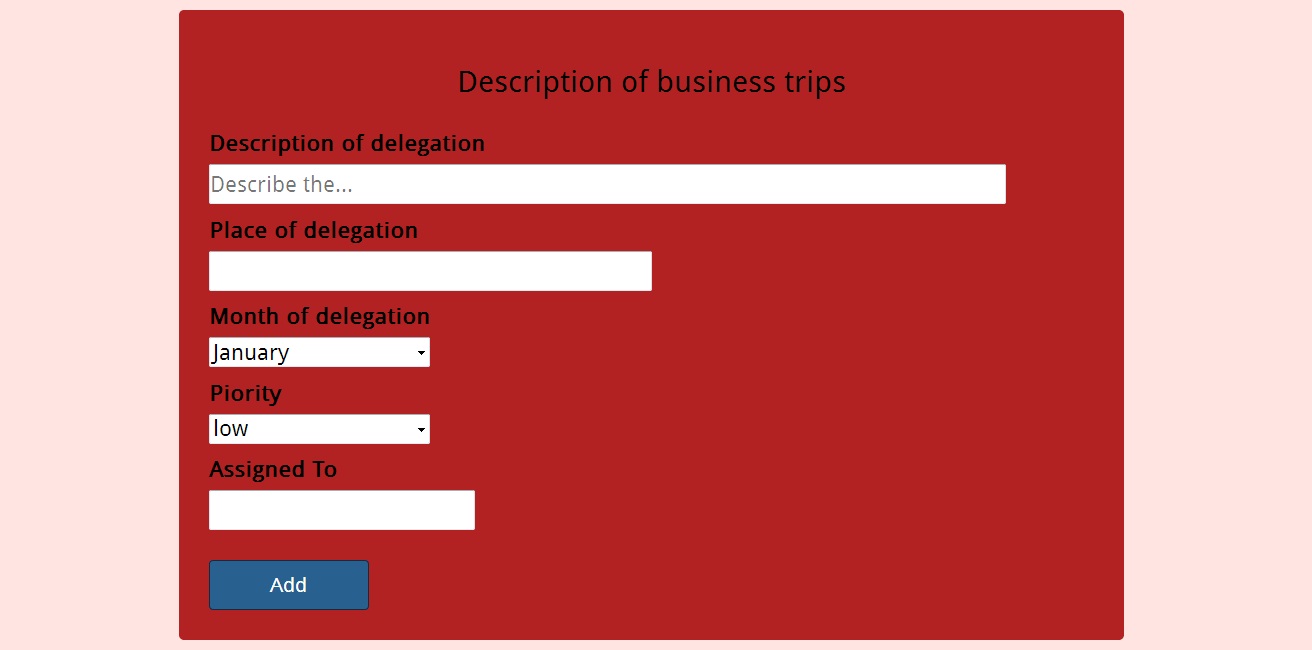 Description of business trips
Description of delegation
Describe the...
Place of delegation
Month of delegation
January
Piority
low
Assigned To
Add